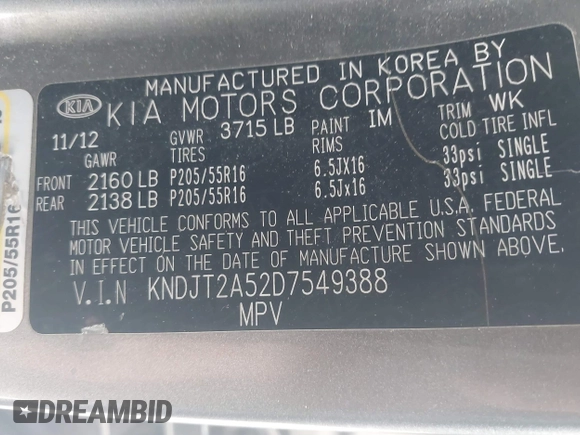 MANUFACTURED IN KOREA BY
KIA KIA MOTORS CORPORATION
11/12 GVWR 3715 LB PAINT IM TRIM WK
GAWR TIRES RIMS COLD TIRE INFL
FRONT 2160 LB P205/55R16 6.5JX16 33psi SINGLE
REAR 2138 LB P205/55R16 6.5Jx16 33psi SINGLE
THIS VEHICLE CONFORMS TO ALL APPLICABLE U.S.A. FEDERAL
MOTOR VEHICLE SAFETY AND THEFT PREVENTION STANDARDS
IN EFFECT ON THE DATE OF MANUFACTURE SHOWN ABOVE.
V.I.N KNDJT2A52D7549388
MPV
P205/55R16
DREAMBID